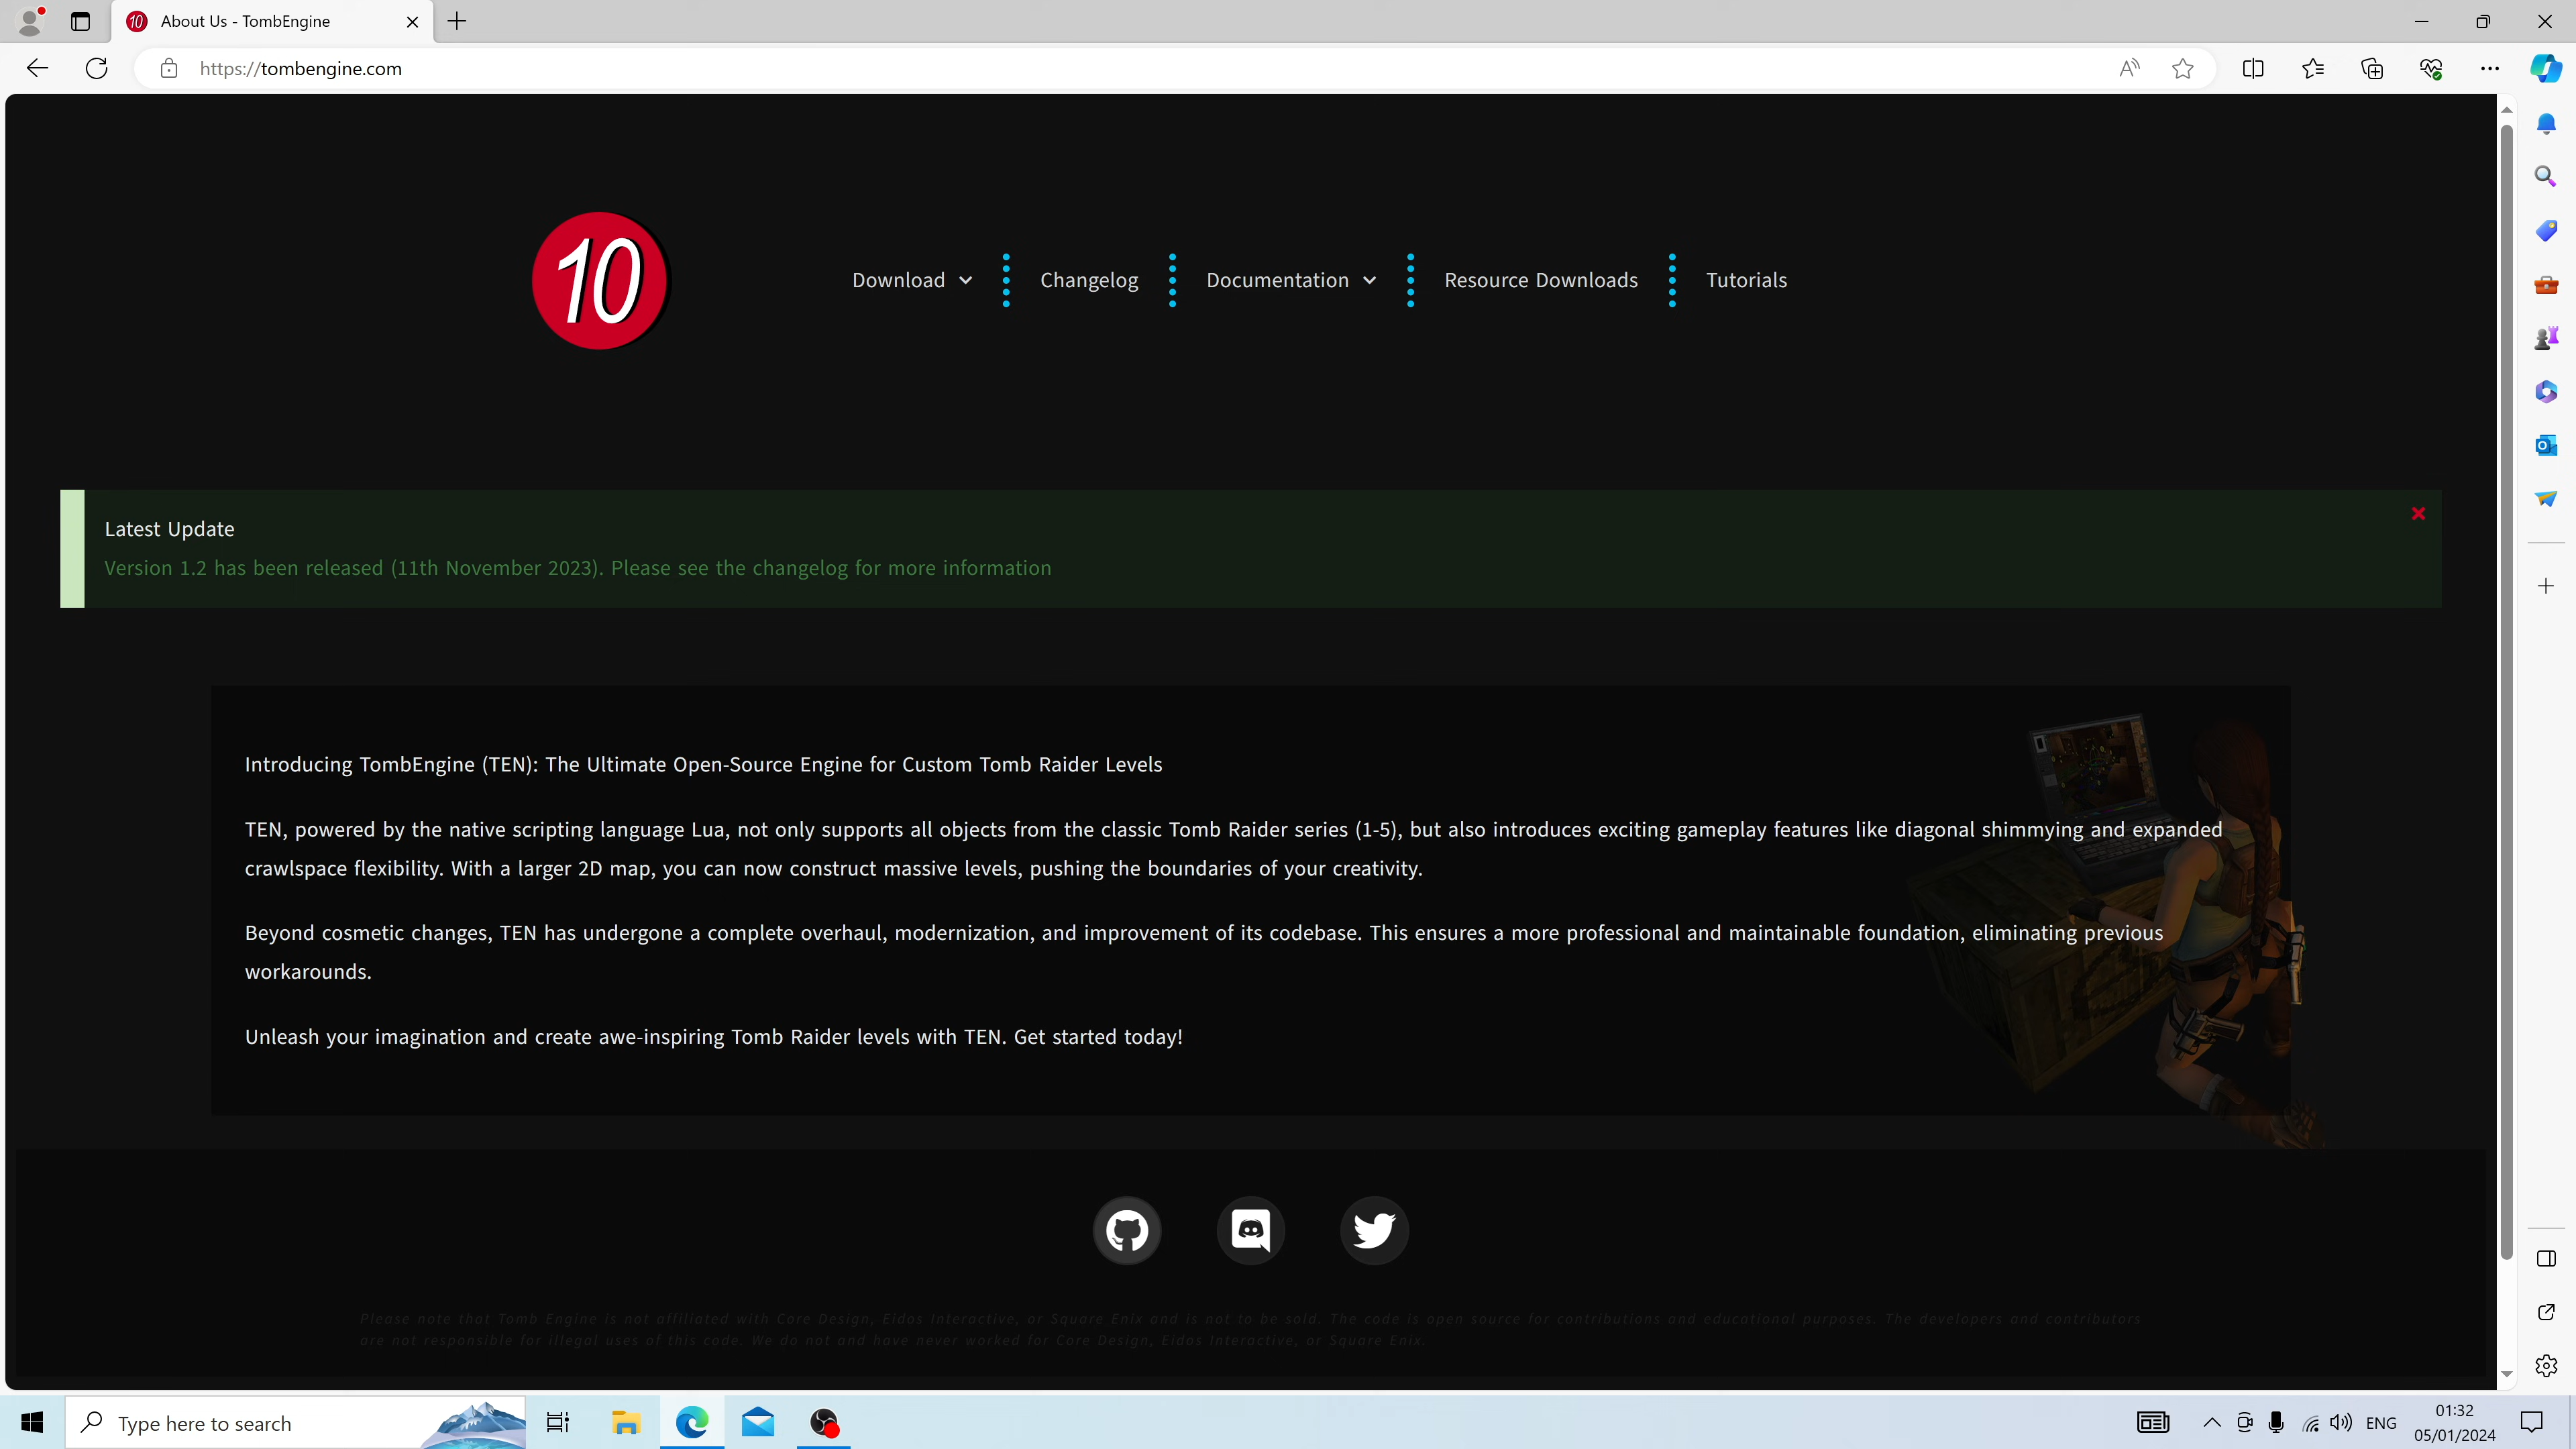 About Us - TombEngine
https://tombengine.com
10
Download
Changelog
Documentation
Resource Downloads
Tutorials
Latest Update
Version 1.2 has been released (11th November 2023). Please see the changelog for more information
Introducing TombEngine (TEN): The Ultimate Open-Source Engine for Custom Tomb Raider Levels
TEN, powered by the native scripting language Lua, not only supports all objects from the classic Tomb Raider series (1-5), but also introduces exciting gameplay features like diagonal shimmying and expanded
crawlspace flexibility. With a larger 2D map, you can now construct massive levels, pushing the boundaries of your creativity.
Beyond cosmetic changes, TEN has undergone a complete overhaul, modernization, and improvement of its codebase. This ensures a more professional and maintainable foundation, eliminating previous
workarounds.
Unleash your imagination and create awe-inspiring Tomb Raider levels with TEN. Get started today!
Please note that Tomb Engine is not affiliated with Core Design, Eidos Interactive, or Square Enix and is not to be sold. The code is open source for contributions and educational purposes. The developers and contributors
are not responsible for illegal uses of this code. We do not and have never worked for Core Design, Eidos Interactive, or Square Enix.
Type here to search
ENG
01:32
05/01/2024